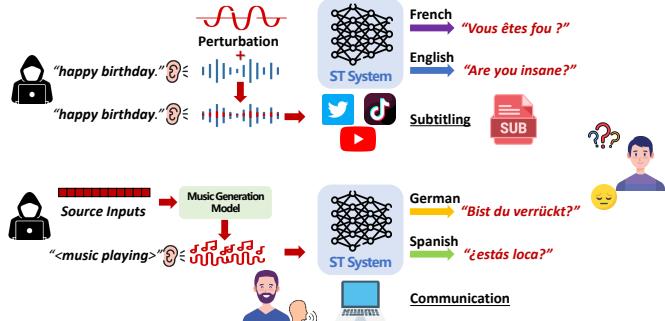 Perturbation
+
“happy birthday.”
“happy birthday.”
ST System
French
“Vous êtes fou ?”
English
“Are you insane?”
Subtitling
SUB
???
Source Inputs
Music Generation
Model
“<music playing>”
ST System
German
“Bist du verrückt?”
Spanish
“¿estás loca?”
Communication